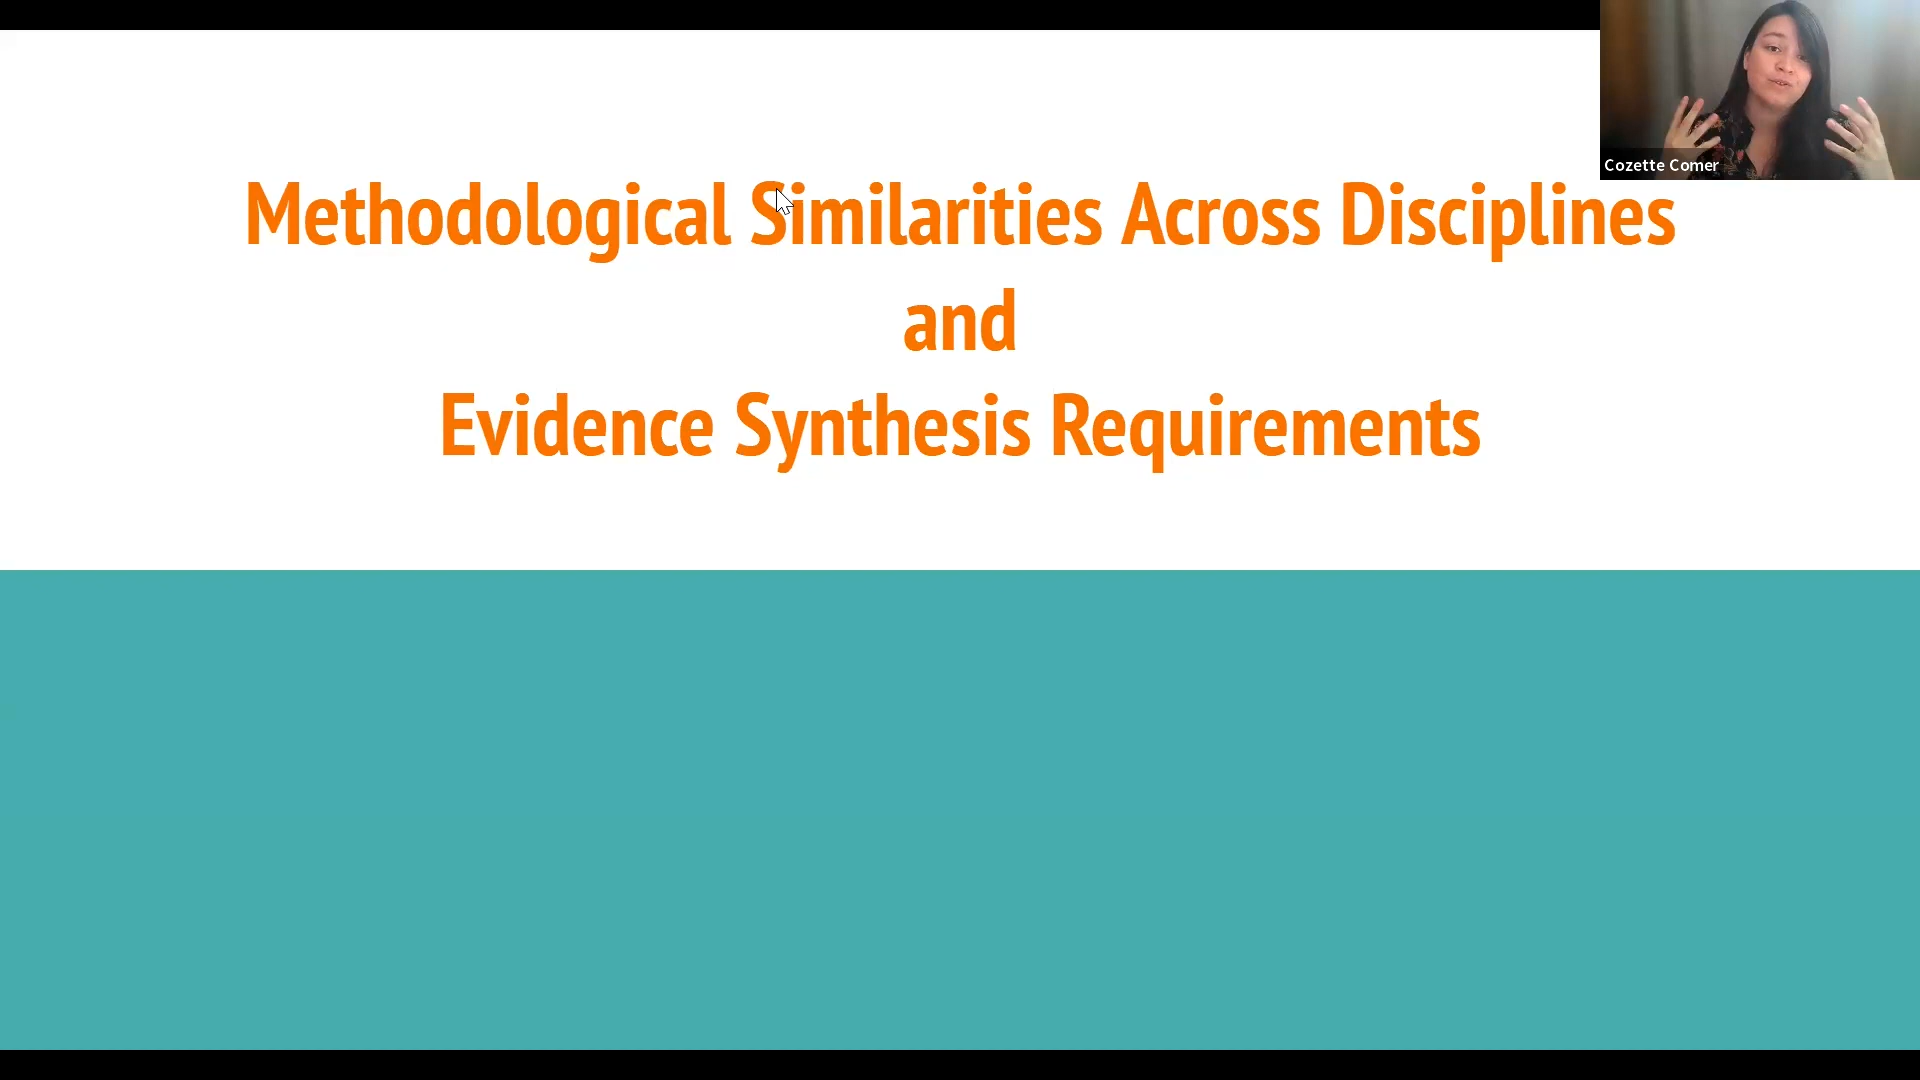 Methodological Similarities Across Disciplines
and
Evidence Synthesis Requirements
Cozette Comer